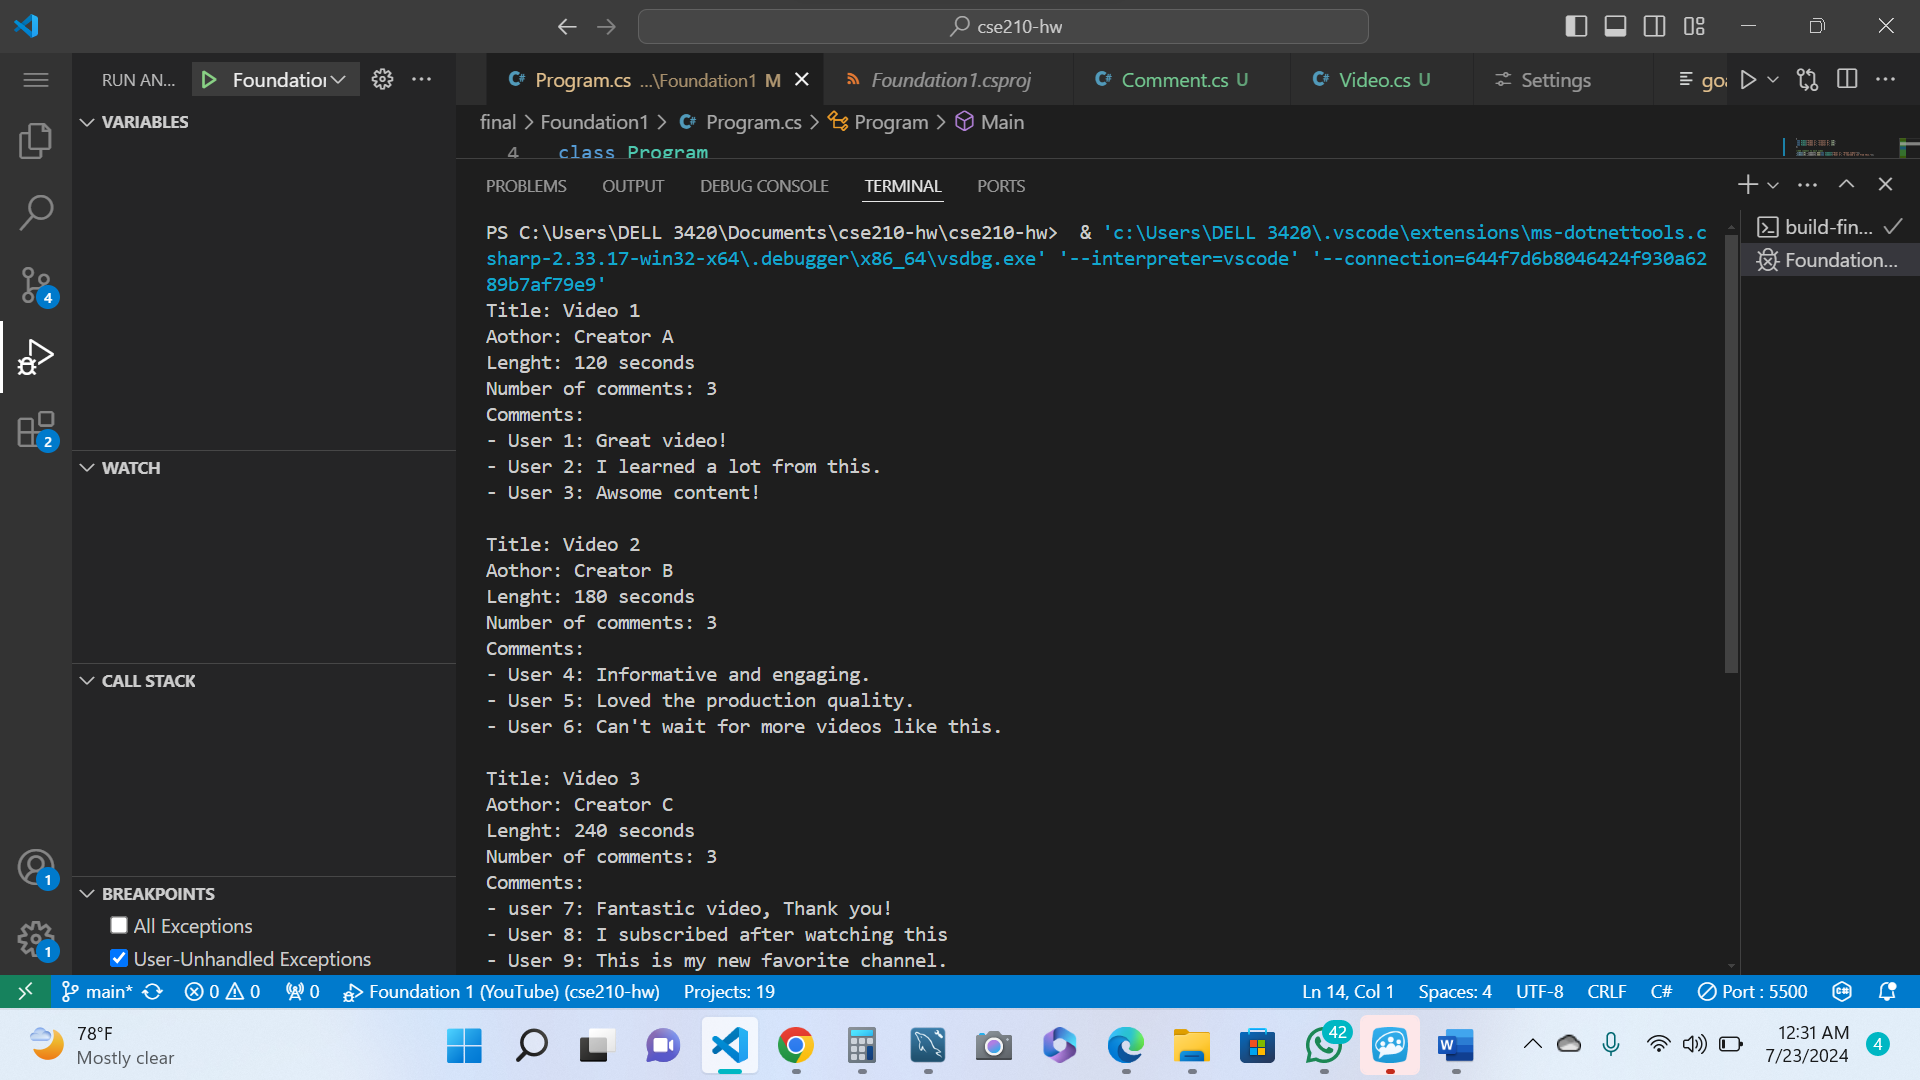 cse210-hw
RUN AN...
Foundation
Program.cs ...\Foundation1 M
Foundation1.csproj
Comment.cs U
Video.cs U
Settings
goa
VARIABLES
final > Foundation1 > Program.cs > Program > Main
4 class Program
PROBLEMS OUTPUT DEBUG CONSOLE TERMINAL PORTS
PS C:\Users\DELL 3420\Documents\cse210-hw\cse210-hw>  & 'c:\Users\DELL 3420\.vscode\extensions\ms-dotnettools.c
sharp-2.33.17-win32-x64\.debugger\x86_64\vsdbg.exe' '--interpreter=vscode' '--connection=644f7d6b8046424f930a62
89b7af79e9'
Title: Video 1
Aothor: Creator A
Lenght: 120 seconds
Number of comments: 3
Comments:
- User 1: Great video!
- User 2: I learned a lot from this.
- User 3: Awsome content!
Title: Video 2
Aothor: Creator B
Lenght: 180 seconds
Number of comments: 3
Comments:
- User 4: Informative and engaging.
- User 5: Loved the production quality.
- User 6: Can't wait for more videos like this.
Title: Video 3
Aothor: Creator C
Lenght: 240 seconds
Number of comments: 3
Comments:
- user 7: Fantastic video, Thank you!
- User 8: I subscribed after watching this
- User 9: This is my new favorite channel.
build-fin...
Foundation...
WATCH
CALL STACK
BREAKPOINTS
All Exceptions
User-Unhandled Exceptions
4
2
1
1
main* 0 0 0 Foundation 1 (YouTube) (cse210-hw) Projects: 19
Ln 14, Col 1 Spaces: 4 UTF-8 CRLF C# Port : 5500
78°F
Mostly clear
42
12:31 AM
7/23/2024
4